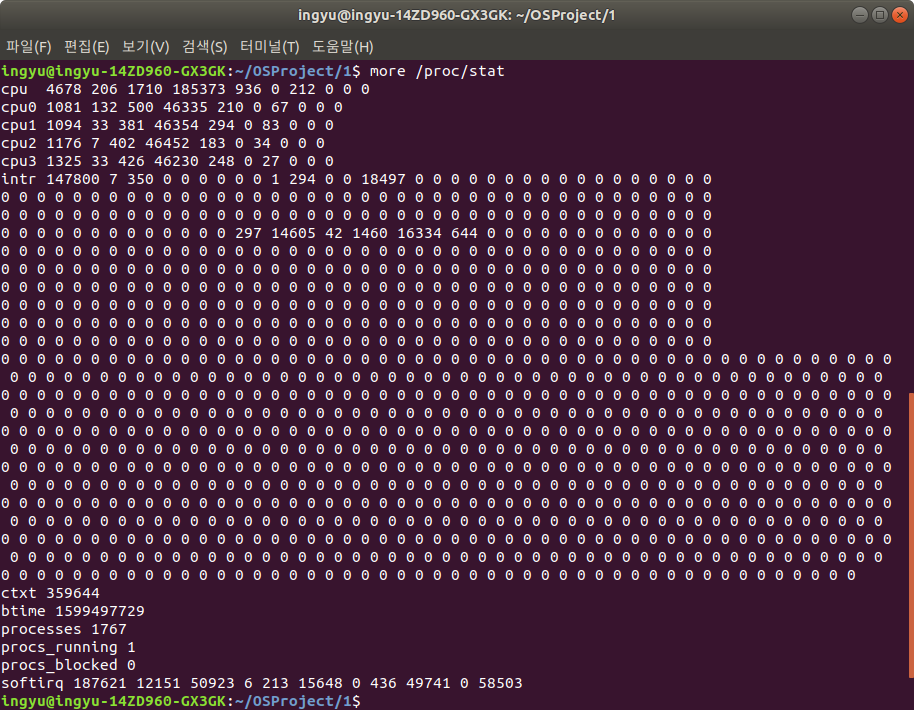 ingyu@ingyu-14ZD960-GX3GK: ~/OSProject/1
파일(F) 편집(E) 보기(V) 검색(S) 터미널(T) 도움말(H)
ingyu@ingyu-14ZD960-GX3GK:~/OSProject/1$ more /proc/stat
cpu  4678 206 1710 185373 936 0 212 0 0 0
cpu0 1081 132 500 46335 210 0 67 0 0 0
cpu1 1094 33 381 46354 294 0 83 0 0 0
cpu2 1176 7 402 46452 183 0 34 0 0 0
cpu3 1325 33 426 46230 248 0 27 0 0 0
intr 147800 7 350 0 0 0 0 0 0 1 294 0 0 18497 0 0 0 0 0 0 0 0 0 0 0 0 0 0 0 0 0
0 0 0 0 0 0 0 0 0 0 0 0 0 0 0 0 0 0 0 0 0 0 0 0 0 0 0 0 0 0 0 0 0 0 0 0 0 0 0 0
0 0 0 0 0 0 0 0 0 0 0 0 0 0 0 0 0 0 0 0 0 0 0 0 0 0 0 0 0 0 0 0 0 0 0 0 0 0 0 0
0 0 0 0 0 0 0 0 0 0 0 0 0 297 14605 42 1460 16334 644 0 0 0 0 0 0 0 0 0 0 0 0 0
0 0 0 0 0 0 0 0 0 0 0 0 0 0 0 0 0 0 0 0 0 0 0 0 0 0 0 0 0 0 0 0 0 0 0 0 0 0 0 0
0 0 0 0 0 0 0 0 0 0 0 0 0 0 0 0 0 0 0 0 0 0 0 0 0 0 0 0 0 0 0 0 0 0 0 0 0 0 0 0
0 0 0 0 0 0 0 0 0 0 0 0 0 0 0 0 0 0 0 0 0 0 0 0 0 0 0 0 0 0 0 0 0 0 0 0 0 0 0 0
0 0 0 0 0 0 0 0 0 0 0 0 0 0 0 0 0 0 0 0 0 0 0 0 0 0 0 0 0 0 0 0 0 0 0 0 0 0 0 0
0 0 0 0 0 0 0 0 0 0 0 0 0 0 0 0 0 0 0 0 0 0 0 0 0 0 0 0 0 0 0 0 0 0 0 0 0 0 0 0
0 0 0 0 0 0 0 0 0 0 0 0 0 0 0 0 0 0 0 0 0 0 0 0 0 0 0 0 0 0 0 0 0 0 0 0 0 0 0 0
0 0 0 0 0 0 0 0 0 0 0 0 0 0 0 0 0 0 0 0 0 0 0 0 0 0 0 0 0 0 0 0 0 0 0 0 0 0 0 0 0 0 0 0 0 0 0 0 0 0
 0 0 0 0 0 0 0 0 0 0 0 0 0 0 0 0 0 0 0 0 0 0 0 0 0 0 0 0 0 0 0 0 0 0 0 0 0 0 0 0 0 0 0 0 0 0 0 0 0
0 0 0 0 0 0 0 0 0 0 0 0 0 0 0 0 0 0 0 0 0 0 0 0 0 0 0 0 0 0 0 0 0 0 0 0 0 0 0 0 0 0 0 0 0 0 0 0 0 0
 0 0 0 0 0 0 0 0 0 0 0 0 0 0 0 0 0 0 0 0 0 0 0 0 0 0 0 0 0 0 0 0 0 0 0 0 0 0 0 0 0 0 0 0 0 0 0 0 0
0 0 0 0 0 0 0 0 0 0 0 0 0 0 0 0 0 0 0 0 0 0 0 0 0 0 0 0 0 0 0 0 0 0 0 0 0 0 0 0 0 0 0 0 0 0 0 0 0 0
 0 0 0 0 0 0 0 0 0 0 0 0 0 0 0 0 0 0 0 0 0 0 0 0 0 0 0 0 0 0 0 0 0 0 0 0 0 0 0 0 0 0 0 0 0 0 0 0 0
0 0 0 0 0 0 0 0 0 0 0 0 0 0 0 0 0 0 0 0 0 0 0 0 0 0 0 0 0 0 0 0 0 0 0 0 0 0 0 0 0 0 0 0 0 0 0 0 0 0
 0 0 0 0 0 0 0 0 0 0 0 0 0 0 0 0 0 0 0 0 0 0 0 0 0 0 0 0 0 0 0 0 0 0 0 0 0 0 0 0 0 0 0 0 0 0 0 0 0
0 0 0 0 0 0 0 0 0 0 0 0 0 0 0 0 0 0 0 0 0 0 0 0 0 0 0 0 0 0 0 0 0 0 0 0 0 0 0 0 0 0 0 0 0 0 0 0 0 0
 0 0 0 0 0 0 0 0 0 0 0 0 0 0 0 0 0 0 0 0 0 0 0 0 0 0 0 0 0 0 0 0 0 0 0 0 0 0 0 0 0 0 0 0 0 0 0 0 0
0 0 0 0 0 0 0 0 0 0 0 0 0 0 0 0 0 0 0 0 0 0 0 0 0 0 0 0 0 0 0 0 0 0 0 0 0 0 0 0 0 0 0 0 0 0 0 0 0 0
 0 0 0 0 0 0 0 0 0 0 0 0 0 0 0 0 0 0 0 0 0 0 0 0 0 0 0 0 0 0 0 0 0 0 0 0 0 0 0 0 0 0 0 0 0 0 0 0 0
0 0 0 0 0 0 0 0 0 0 0 0 0 0 0 0 0 0 0 0 0 0 0 0 0 0 0 0 0 0 0 0 0 0 0 0 0 0 0 0 0 0 0 0 0 0 0 0
ctxt 359644
btime 1599497729
processes 1767
procs_running 1
procs_blocked 0
softirq 187621 12151 50923 6 213 15648 0 436 49741 0 58503
ingyu@ingyu-14ZD960-GX3GK:~/OSProject/1$